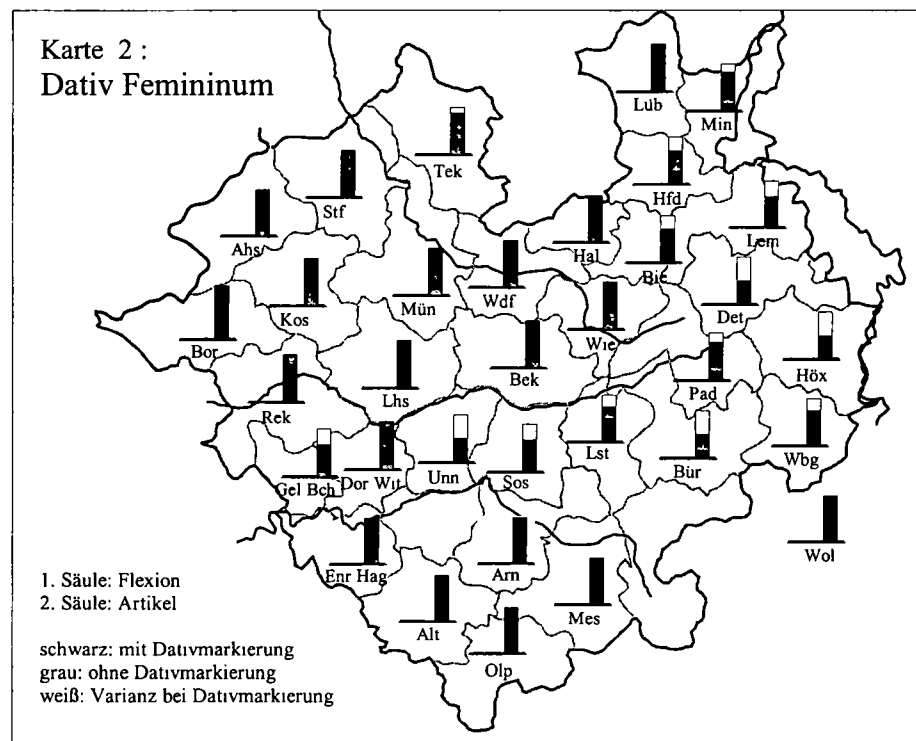 Karte 2 :
Dativ Femininum
Lub
Min
Tek
Hfd
Stf
Lem
Ahs
Hal
Bie
Mün
Wdf
Det
Kos
Bor
Wie
Höx
Bek
Pad
Lhs
Rek
Lst
Wbg
Gel Bch
Dor Wit
Unn
Sos
Bür
Wol
Enr Hag
Arn
Mes
Alt
Olp
1. Säule: Flexion
2. Säule: Artikel
schwarz: mit Dativmarkierung
grau: ohne Dativmarkierung
weiß: Varianz bei Dativmarkierung